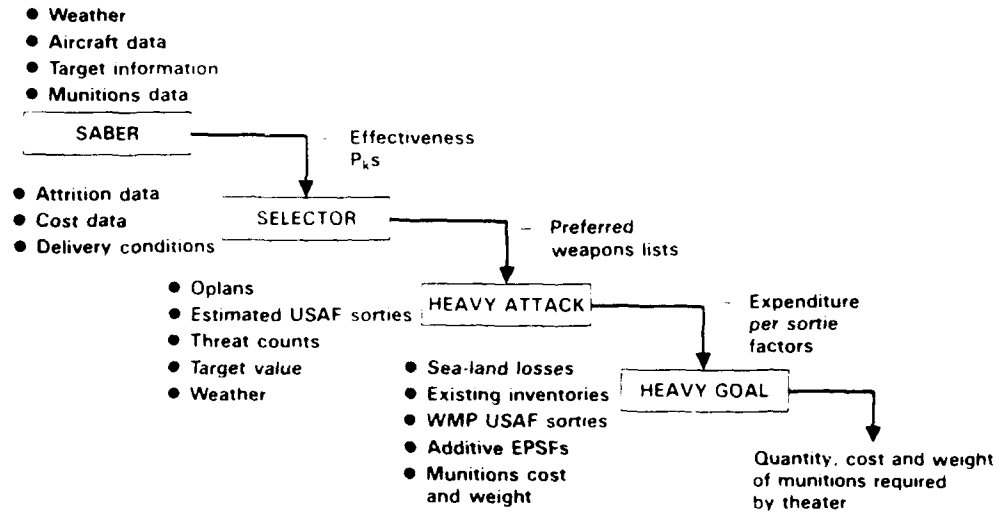 ● Weather
● Aircraft data
● Target information
● Munitions data
SABER
– Effectiveness
Pks
● Attrition data
● Cost data
● Delivery conditions
SELECTOR
– Preferred
weapons lists
● Oplans
● Estimated USAF sorties
● Threat counts
● Target value
● Weather
HEAVY ATTACK
– Expenditure
per sortie
factors
● Sea-land losses
● Existing inventories
● WMP USAF sorties
● Additive EPSFs
● Munitions cost
and weight
HEAVY GOAL
Quantity, cost and weight
of munitions required
by theater